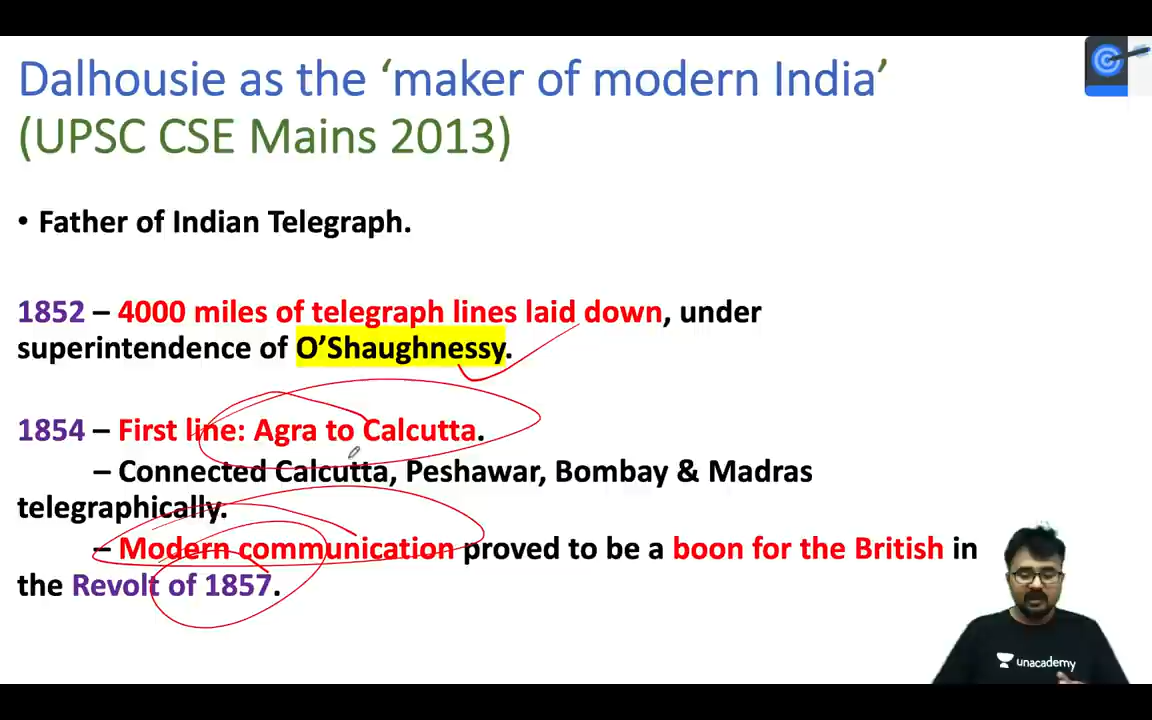 Dalhousie as the ‘maker of modern India’
(UPSC CSE Mains 2013)
• Father of Indian Telegraph.
1852 – 4000 miles of telegraph lines laid down, under
superintendence of O’Shaughnessy.
1854 – First line: Agra to Calcutta.
– Connected Calcutta, Peshawar, Bombay & Madras
telegraphically.
– Modern communication proved to be a boon for the British in
the Revolt of 1857.
unacademy